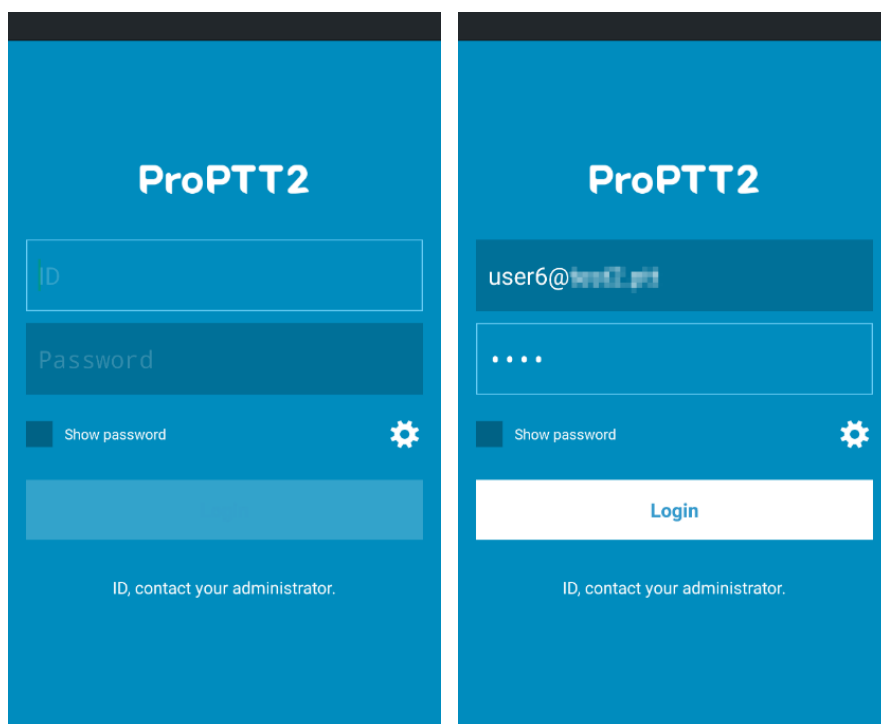 ProPTT2
ID
Password
Show password
ID, contact your administrator.
ProPTT2
user6@
••••
Show password
Login
ID, contact your administrator.